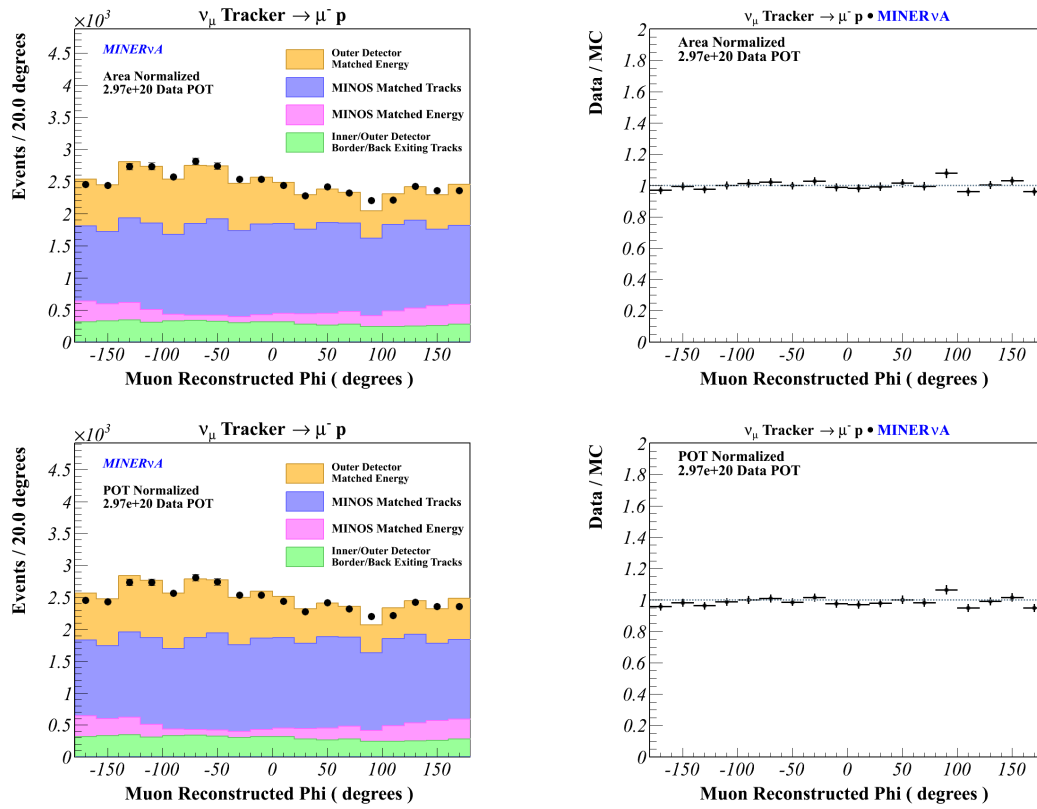 ×10³
ν_μ Tracker → μ⁻ p
Events / 20.0 degrees
4.5
4
3.5
3
2.5
2
1.5
1
0.5
0
MINERνA
Area Normalized
2.97e+20 Data POT
Outer Detector
Matched Energy
MINOS Matched Tracks
MINOS Matched Energy
Inner/Outer Detector
Border/Back Exiting Tracks
-150 -100 -50 0 50 100 150
Muon Reconstructed Phi ( degrees )
ν_μ Tracker → μ⁻ p • MINERνA
Data / MC
2
1.8
1.6
1.4
1.2
1
0.8
0.6
0.4
0.2
0
Area Normalized
2.97e+20 Data POT
-150 -100 -50 0 50 100 150
Muon Reconstructed Phi ( degrees )
×10³
ν_μ Tracker → μ⁻ p
Events / 20.0 degrees
4.5
4
3.5
3
2.5
2
1.5
1
0.5
0
MINERνA
POT Normalized
2.97e+20 Data POT
Outer Detector
Matched Energy
MINOS Matched Tracks
MINOS Matched Energy
Inner/Outer Detector
Border/Back Exiting Tracks
-150 -100 -50 0 50 100 150
Muon Reconstructed Phi ( degrees )
ν_μ Tracker → μ⁻ p • MINERνA
Data / MC
2
1.8
1.6
1.4
1.2
1
0.8
0.6
0.4
0.2
0
POT Normalized
2.97e+20 Data POT
-150 -100 -50 0 50 100 150
Muon Reconstructed Phi ( degrees )